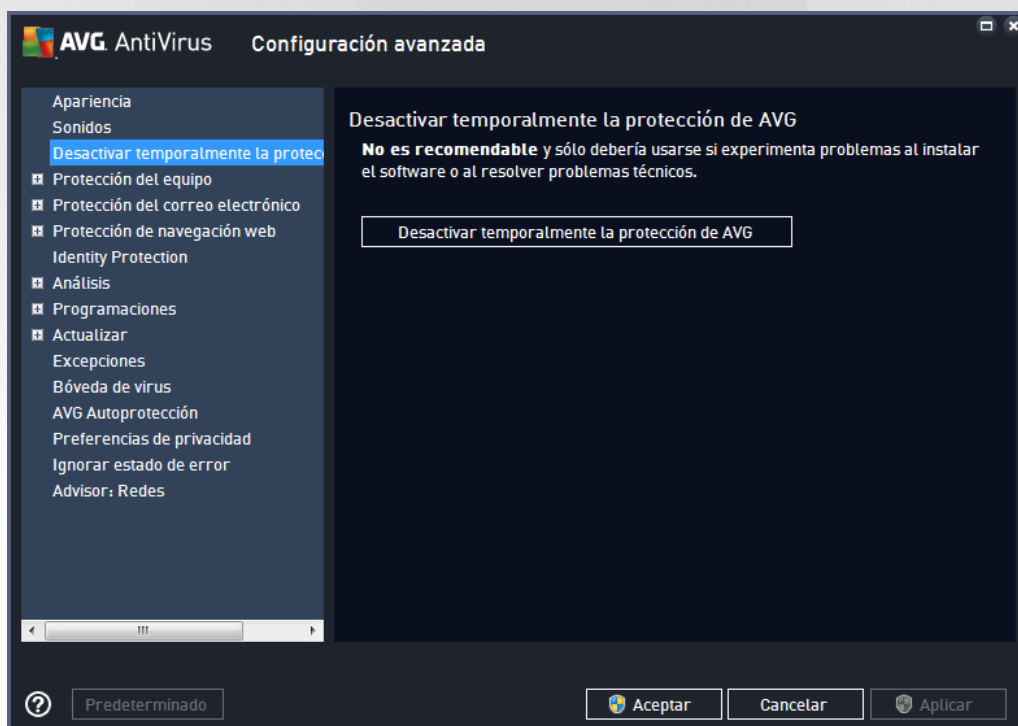 AVG. AntiVirus Configuración avanzada
Apariencia
Sonidos
Desactivar temporalmente la protec
Protección del equipo
Protección del correo electrónico
Protección de navegación web
Identity Protection
Análisis
Programaciones
Actualizar
Excepciones
Bóveda de virus
AVG Autoprotección
Preferencias de privacidad
Ignorar estado de error
Advisor: Redes
Desactivar temporalmente la protección de AVG
No es recomendable y sólo debería usarse si experimenta problemas al instalar
el software o al resolver problemas técnicos.
Desactivar temporalmente la protección de AVG
?
Predeterminado
Aceptar
Cancelar
Aplicar